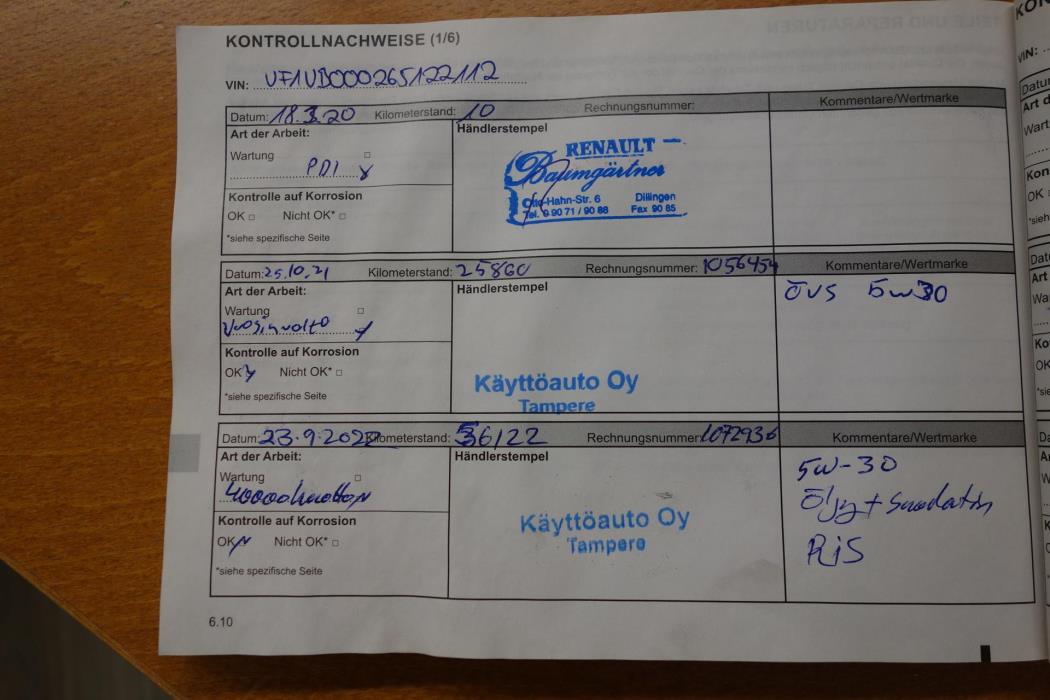 KONTROLLNACHWEISE (1/6)
VIN: VF1VB000265122112
Datum: 18.3.20 Kilometerstand: 10 Rechnungsnummer: Kommentare/Wertmarke
Art der Arbeit: Händlerstempel
Wartung
PDI
RENAULT
Baumgärtner
Otto-Hahn-Str. 6 Dillingen
Tel. 0 90 71 / 90 88 Fax 90 85
Kontrolle auf Korrosion
OK Nicht OK*
*siehe spezifische Seite
Datum: 25.10.21 Kilometerstand: 25860 Rechnungsnummer: 1056454 Kommentare/Wertmarke
Art der Arbeit: Händlerstempel
ÖVS 5W30
Wartung
Vuosihuolto
Kontrolle auf Korrosion
OK Nicht OK*
*siehe spezifische Seite
Käyttöauto Oy
Tampere
Datum: 23.9.2022 Kilometerstand: 36122 Rechnungsnummer: 1072936 Kommentare/Wertmarke
Art der Arbeit: Händlerstempel
5W-30
Öljy + Suodatin
RiS
Wartung
40000huolto
Kontrolle auf Korrosion
OK Nicht OK*
*siehe spezifische Seite
Käyttöauto Oy
Tampere
6.10